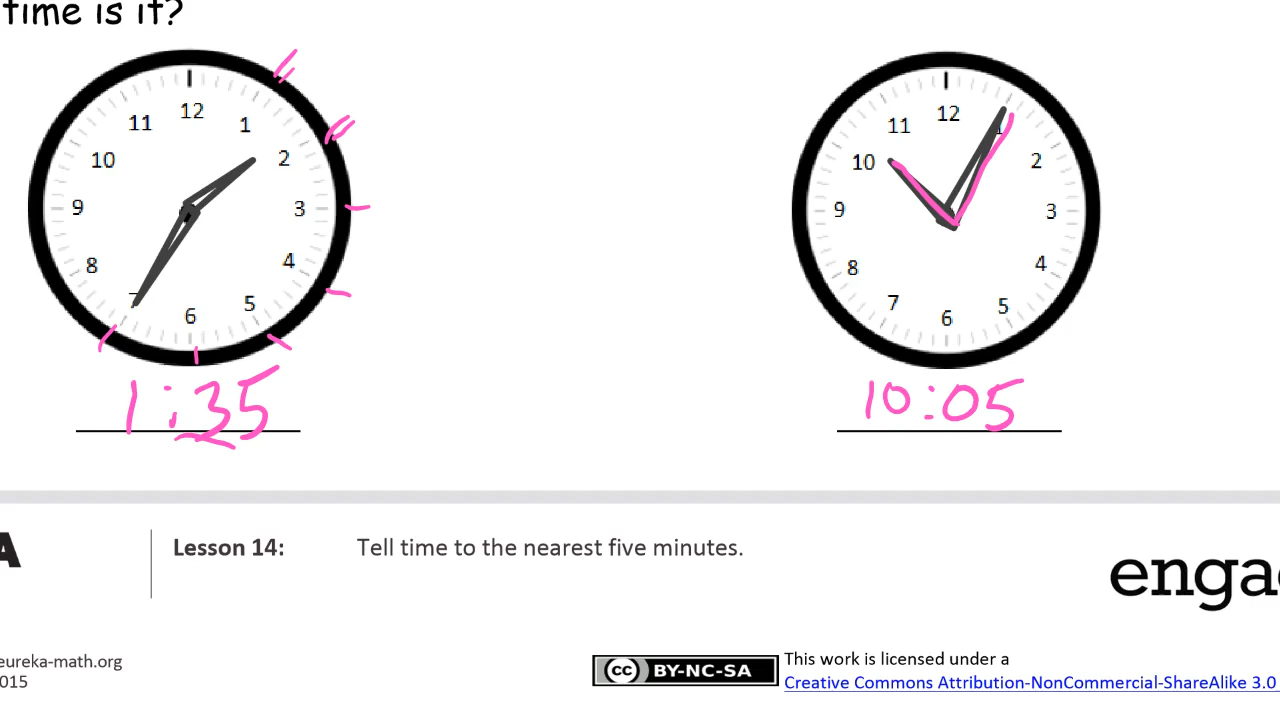 time is it?
12
11 1
10 2
9 3
8 4
7 5
6
12
11 1
10 2
9 3
8 4
7 5
6
1:35
10:05
A
Lesson 14: Tell time to the nearest five minutes.
engag
eureka-math.org
015
cc BY-NC-SA
This work is licensed under a
Creative Commons Attribution-NonCommercial-ShareAlike 3.0